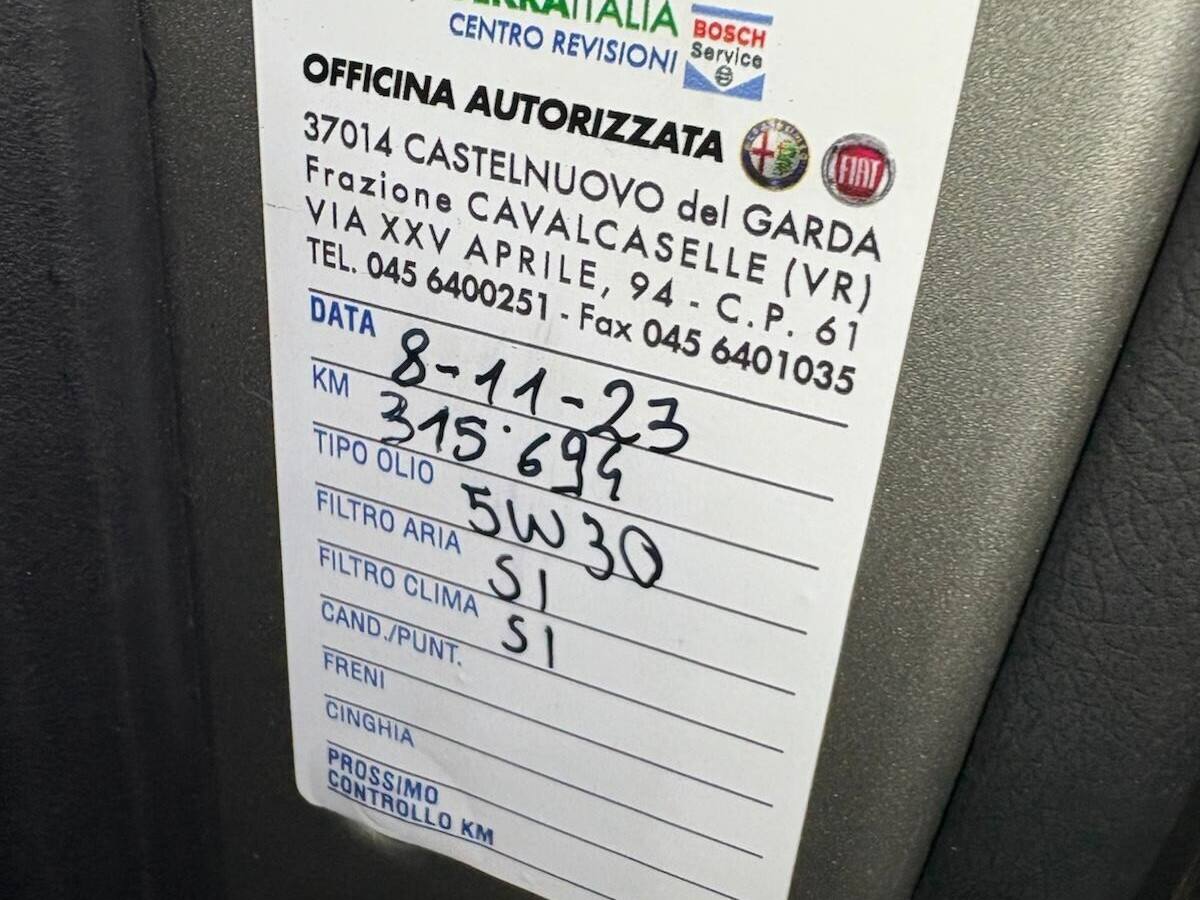 ITALIA
CENTRO REVISIONI
BOSCH
Service
OFFICINA AUTORIZZATA
FIAT
37014 CASTELNUOVO del GARDA
Frazione CAVALCASELLE (VR)
VIA XXV APRILE, 94 - C.P. 61
TEL. 045 6400251 - Fax 045 6401035
DATA 8-11-23
KM 315·694
TIPO OLIO 5W30
FILTRO ARIA SI
FILTRO CLIMA SI
CAND./PUNT.
FRENI
CINGHIA
PROSSIMO
CONTROLLO KM